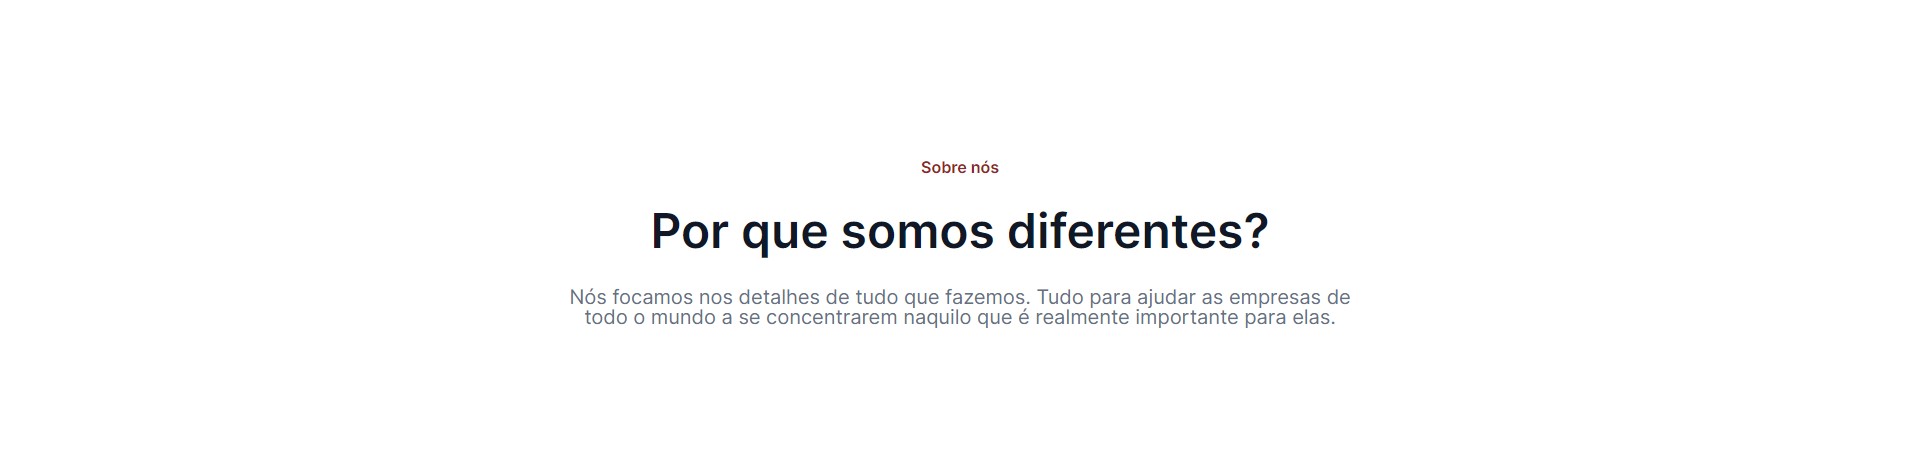 Sobre nós
Por que somos diferentes?
Nós focamos nos detalhes de tudo que fazemos. Tudo para ajudar as empresas de
todo o mundo a se concentrarem naquilo que é realmente importante para elas.